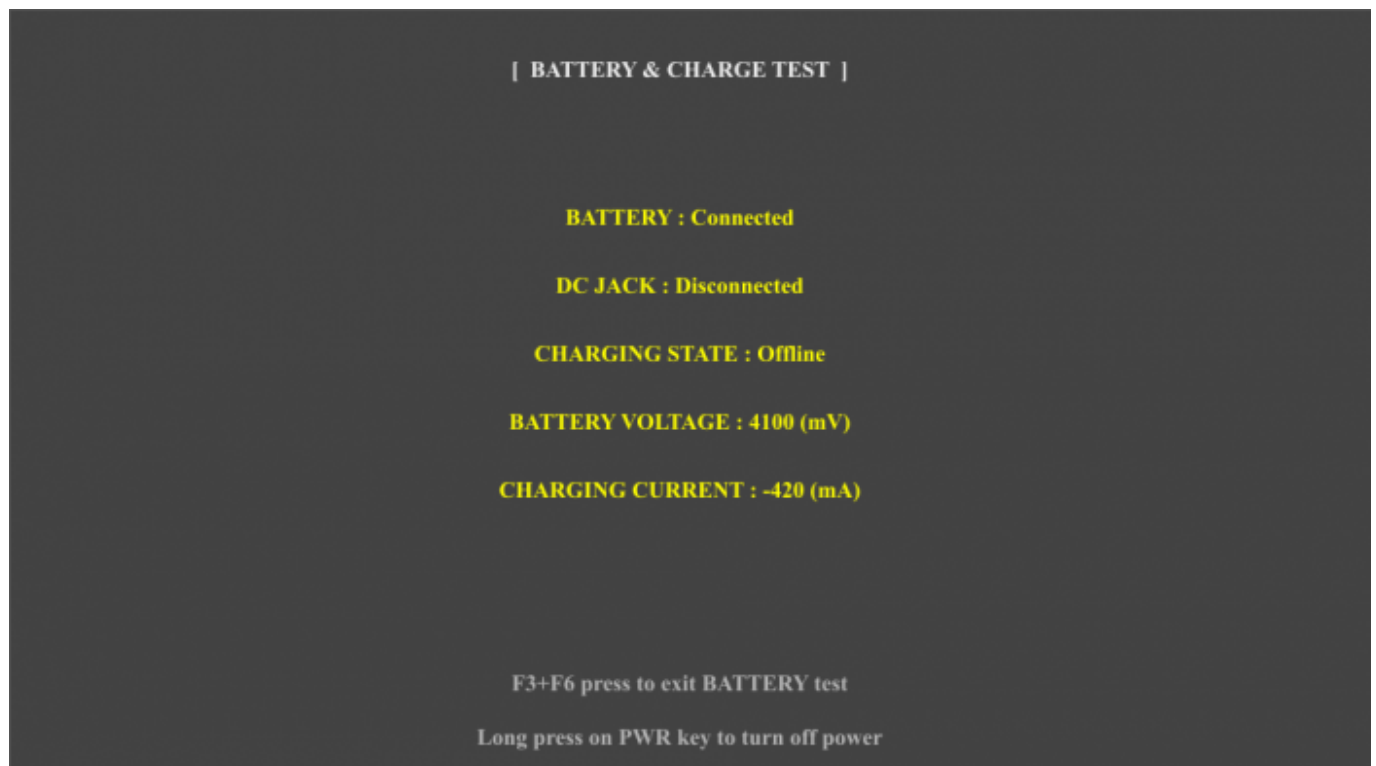 [ BATTERY & CHARGE TEST ]
BATTERY : Connected
DC JACK : Disconnected
CHARGING STATE : Offline
BATTERY VOLTAGE : 4100 (mV)
CHARGING CURRENT : -420 (mA)
F3+F6 press to exit BATTERY test
Long press on PWR key to turn off power